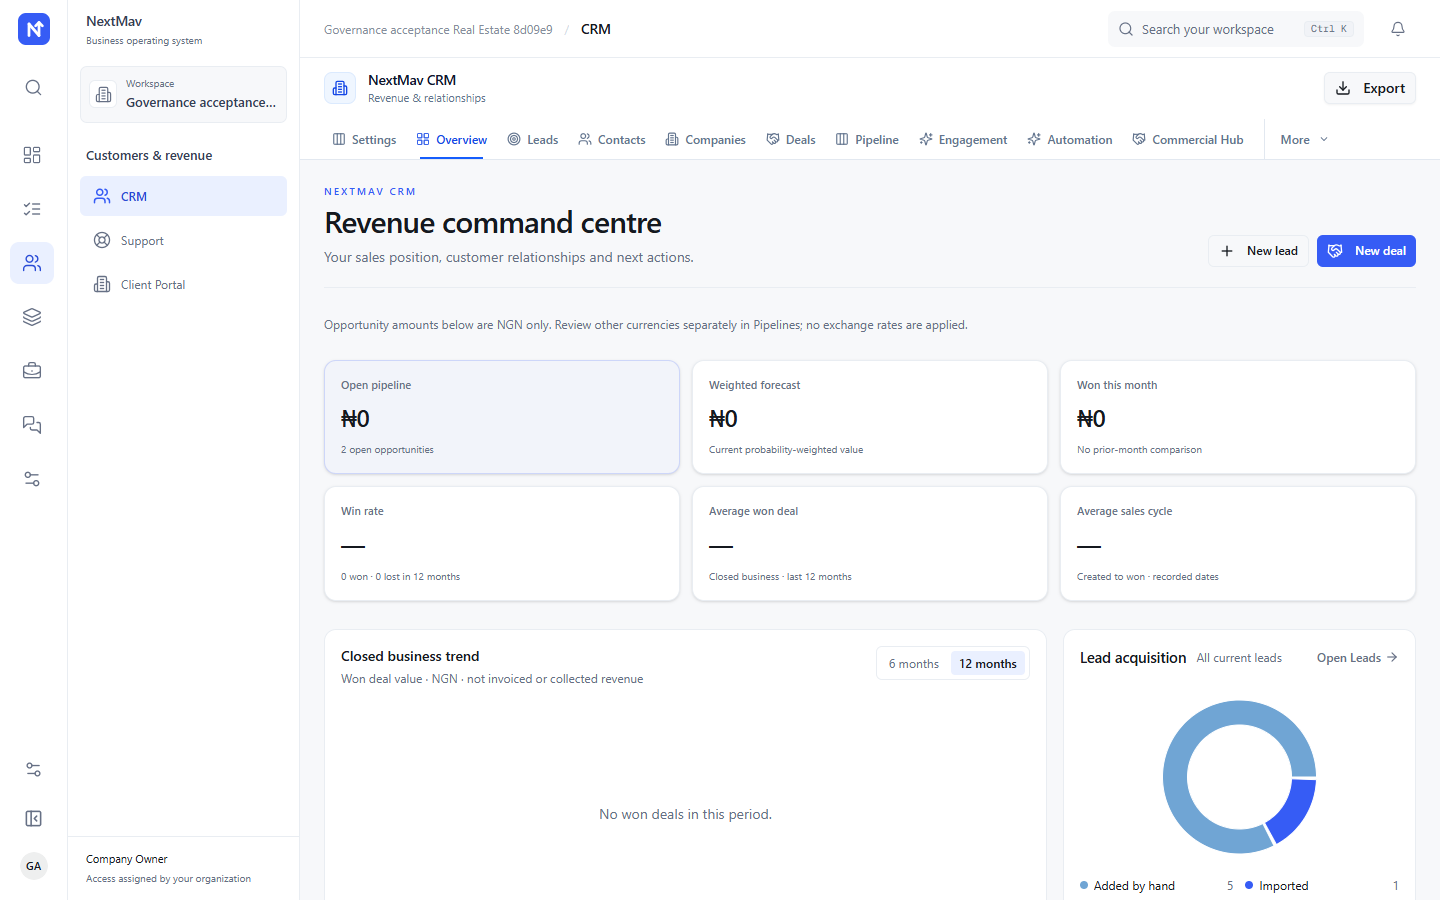 NextMav
Business operating system
Workspace
Governance acceptance...
Customers & revenue
CRM
Support
Client Portal
Company Owner
Access assigned by your organization
GA
Governance acceptance Real Estate 8d09e9 / CRM
Search your workspace Ctrl K
NextMav CRM
Revenue & relationships
Export
Settings Overview Leads Contacts Companies Deals Pipeline Engagement Automation Commercial Hub More
NEXTMAV CRM
Revenue command centre
Your sales position, customer relationships and next actions.
New lead New deal
Opportunity amounts below are NGN only. Review other currencies separately in Pipelines; no exchange rates are applied.
Open pipeline
₦0
2 open opportunities
Weighted forecast
₦0
Current probability-weighted value
Won this month
₦0
No prior-month comparison
Win rate
—
0 won · 0 lost in 12 months
Average won deal
—
Closed business · last 12 months
Average sales cycle
—
Created to won · recorded dates
Closed business trend
Won deal value · NGN · not invoiced or collected revenue
6 months 12 months
No won deals in this period.
Lead acquisition All current leads Open Leads
Added by hand 5 Imported 1